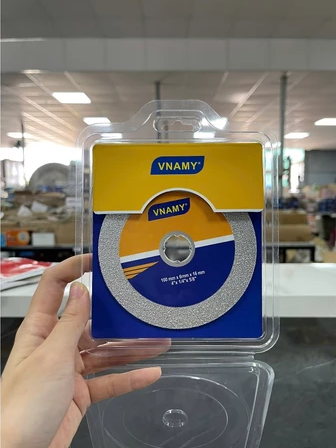 VNAMY®
VNAMY®
100 mm x 6mm x 16 mm
4"x 1/4"x 5/8"